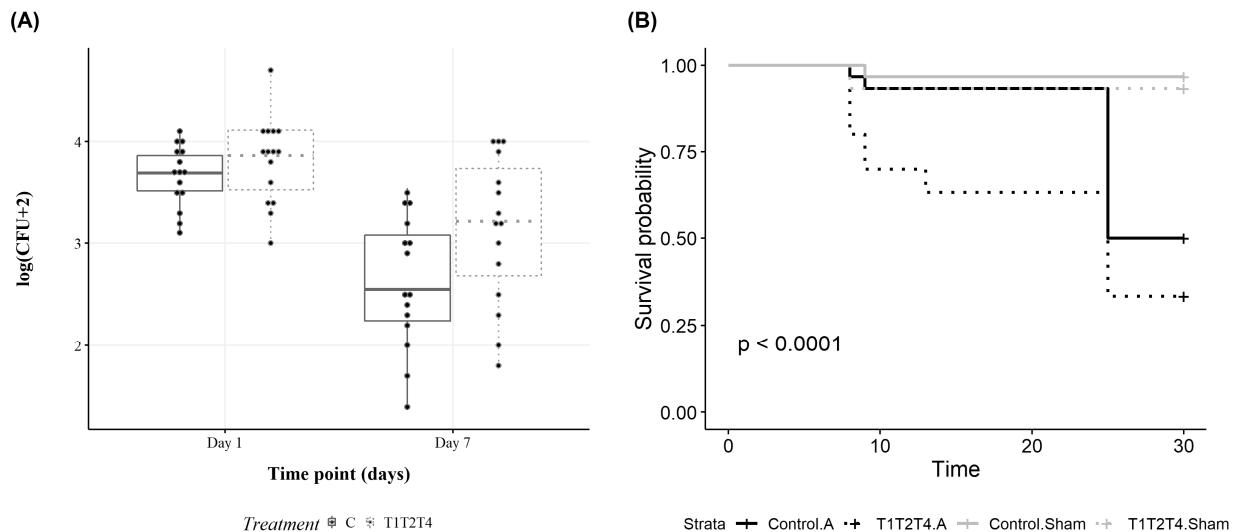 (A)
log(CFU+2)
4
3
2
Day 1
Day 7
Time point (days)
Treatment C T1T2T4
(B)
Survival probability
1.00
0.75
0.50
0.25
0.00
p < 0.0001
0 10 20 30
Time
Strata Control.A T1T2T4.A Control.Sham T1T2T4.Sham